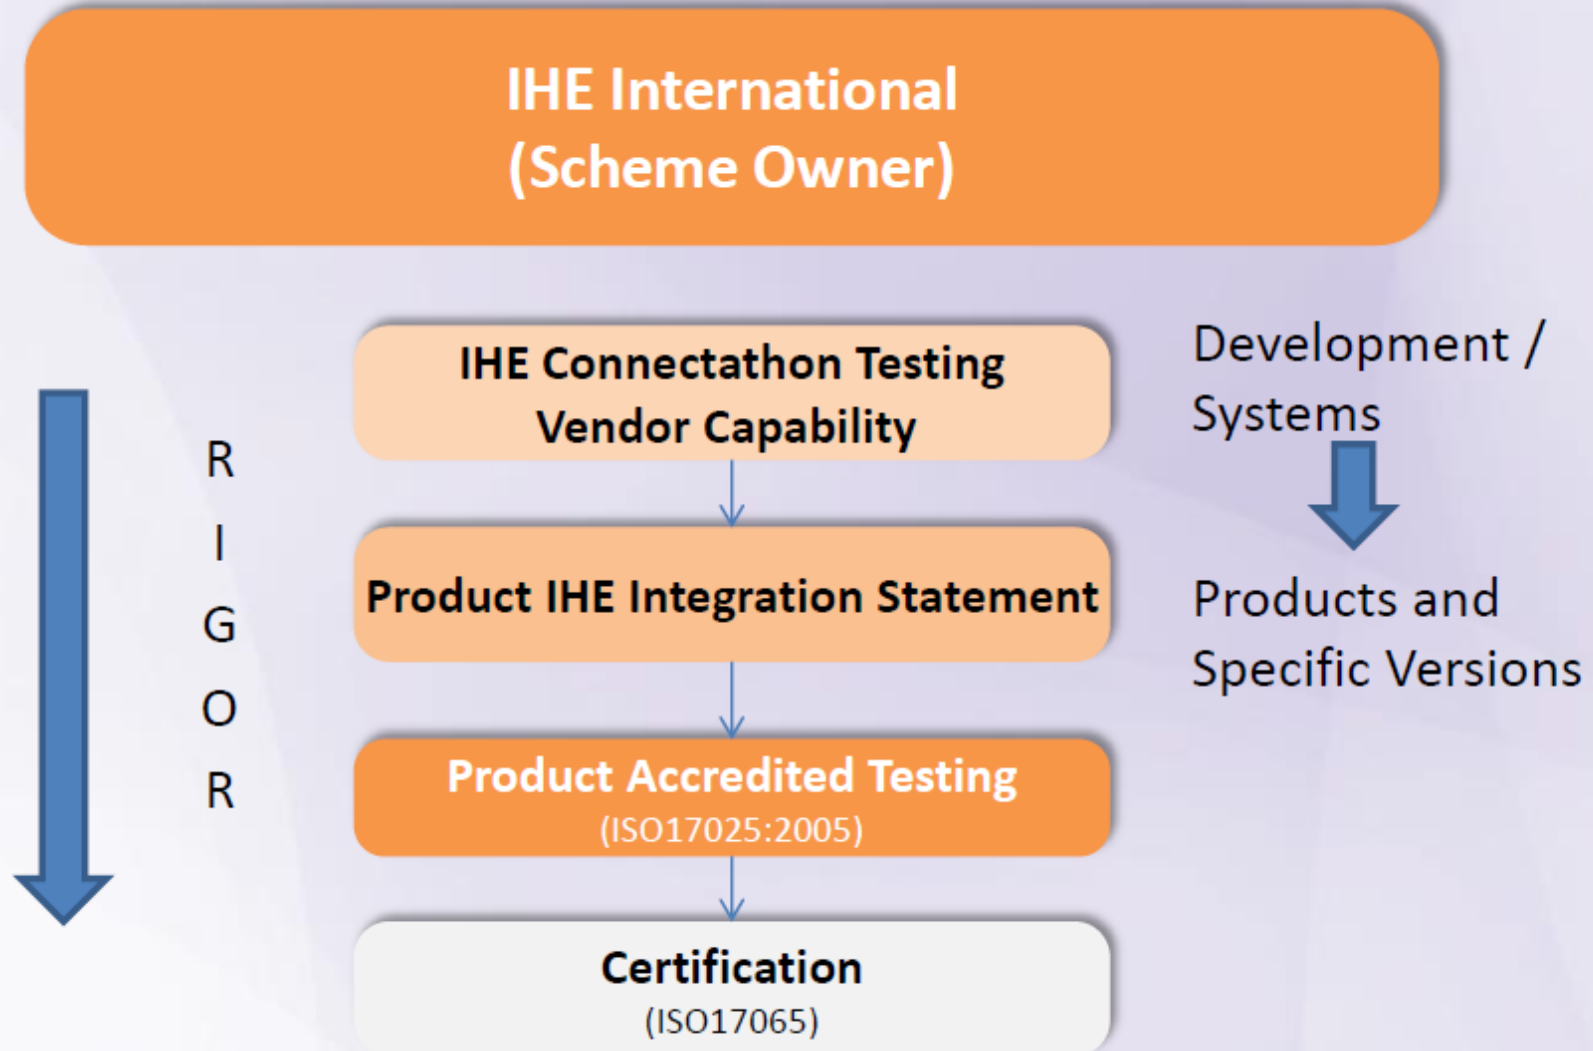 IHE International
(Scheme Owner)
IHE Connectathon Testing
Vendor Capability
Development /
Systems
R
I
G
O
R
Product IHE Integration Statement
Products and
Specific Versions
Product Accredited Testing
(ISO17025:2005)
Certification
(ISO17065)